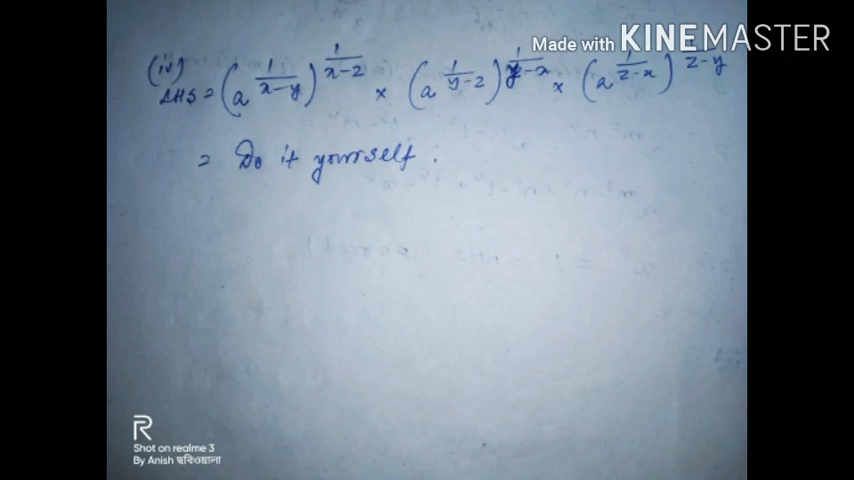 Made with KINEMASTER
(iv)
LHS = (a^(1/(x-y)))^(1/(x-z)) × (a^(1/(y-z)))^(1/(y-x)) × (a^(1/(z-x)))^(1/(z-y))
= Do it yourself.
R
Shot on realme 3
By Anish ছবিওয়ালা